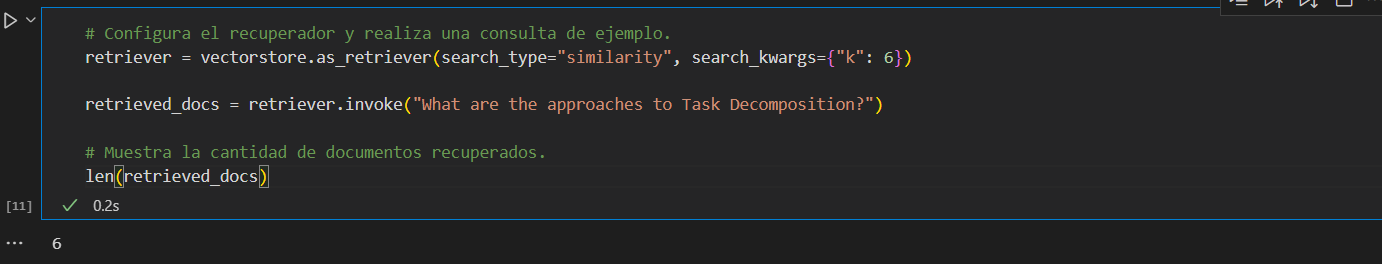 # Configura el recuperador y realiza una consulta de ejemplo.
retriever = vectorstore.as_retriever(search_type="similarity", search_kwargs={"k": 6})
retrieved_docs = retriever.invoke("What are the approaches to Task Decomposition?")
# Muestra la cantidad de documentos recuperados.
len(retrieved_docs)
[11]
0.2s
6